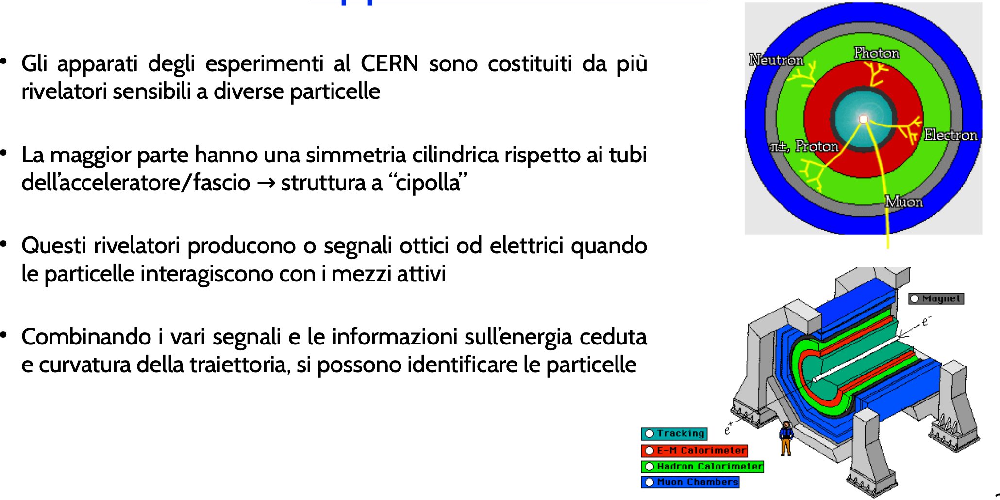 • Gli apparati degli esperimenti al CERN sono costituiti da più
rivelatori sensibili a diverse particelle
• La maggior parte hanno una simmetria cilindrica rispetto ai tubi
dell'acceleratore/fascio → struttura a “cipolla”
• Questi rivelatori producono o segnali ottici od elettrici quando
le particelle interagiscono con i mezzi attivi
• Combinando i vari segnali e le informazioni sull'energia ceduta
e curvatura della traiettoria, si possono identificare le particelle
Photon
Neutron
Electron
π±, Proton
Muon
Magnet
e⁻
e⁺
Tracking
E-M Calorimeter
Hadron Calorimeter
Muon Chambers